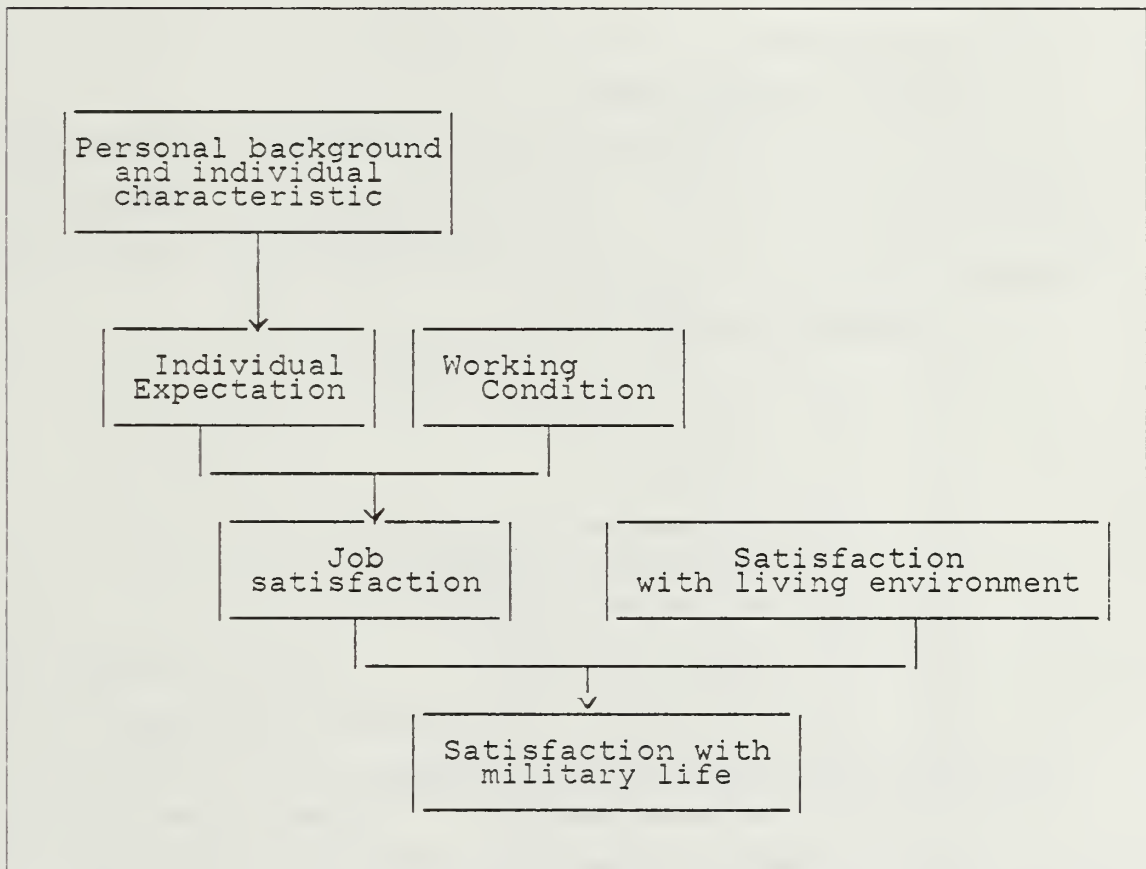 Personal background
and individual
characteristic
Individual
Expectation
Working
Condition
Job
satisfaction
Satisfaction
with living environment
Satisfaction with
military life